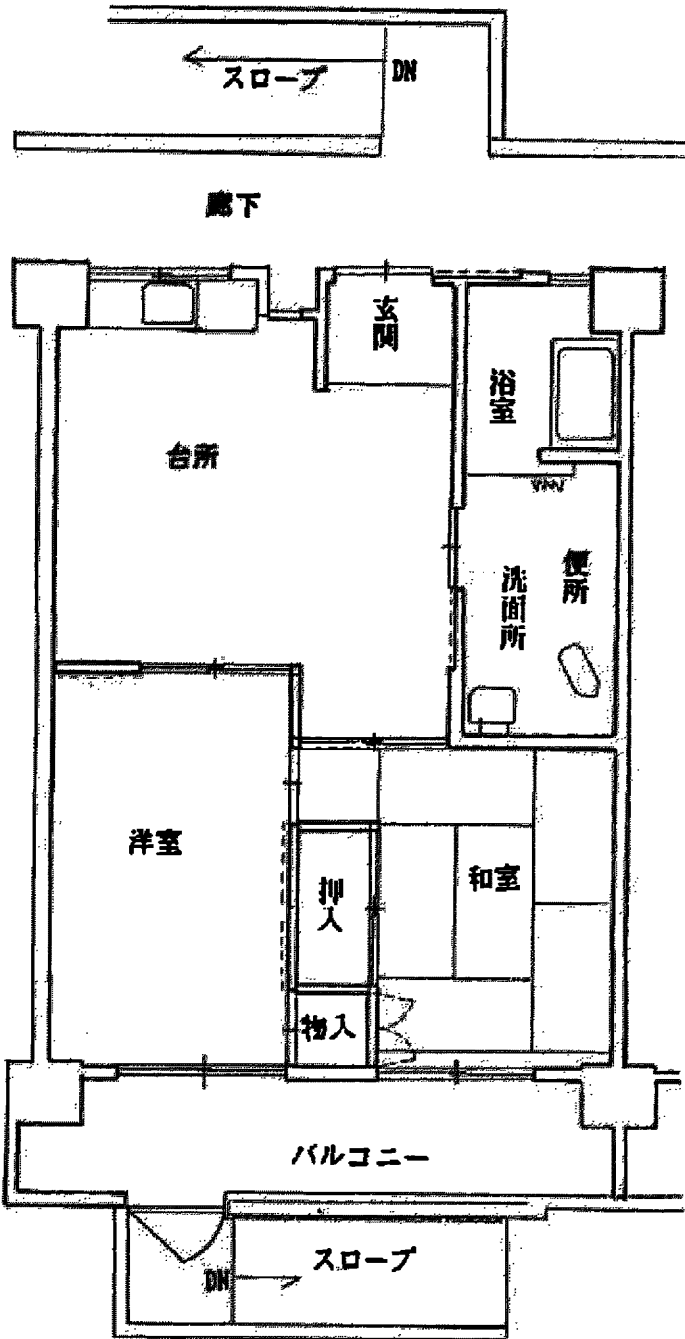 スロープ
DN
廊下
玄関
浴室
台所
便所
洗面所
洋室
和室
押入
物入
バルコニー
スロープ
DN